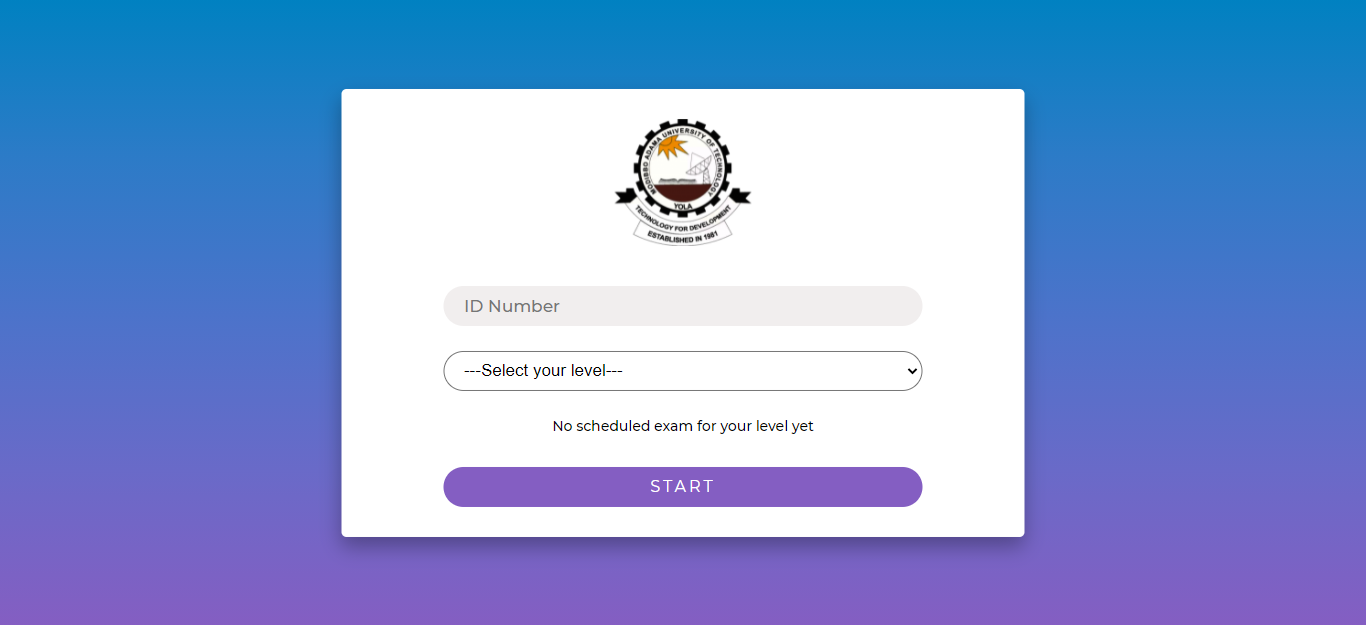 MODIBBO ADAMA UNIVERSITY OF TECHNOLOGY
YOLA
TECHNOLOGY FOR DEVELOPMENT
ESTABLISHED IN 1981
ID Number
---Select your level---
No scheduled exam for your level yet
START